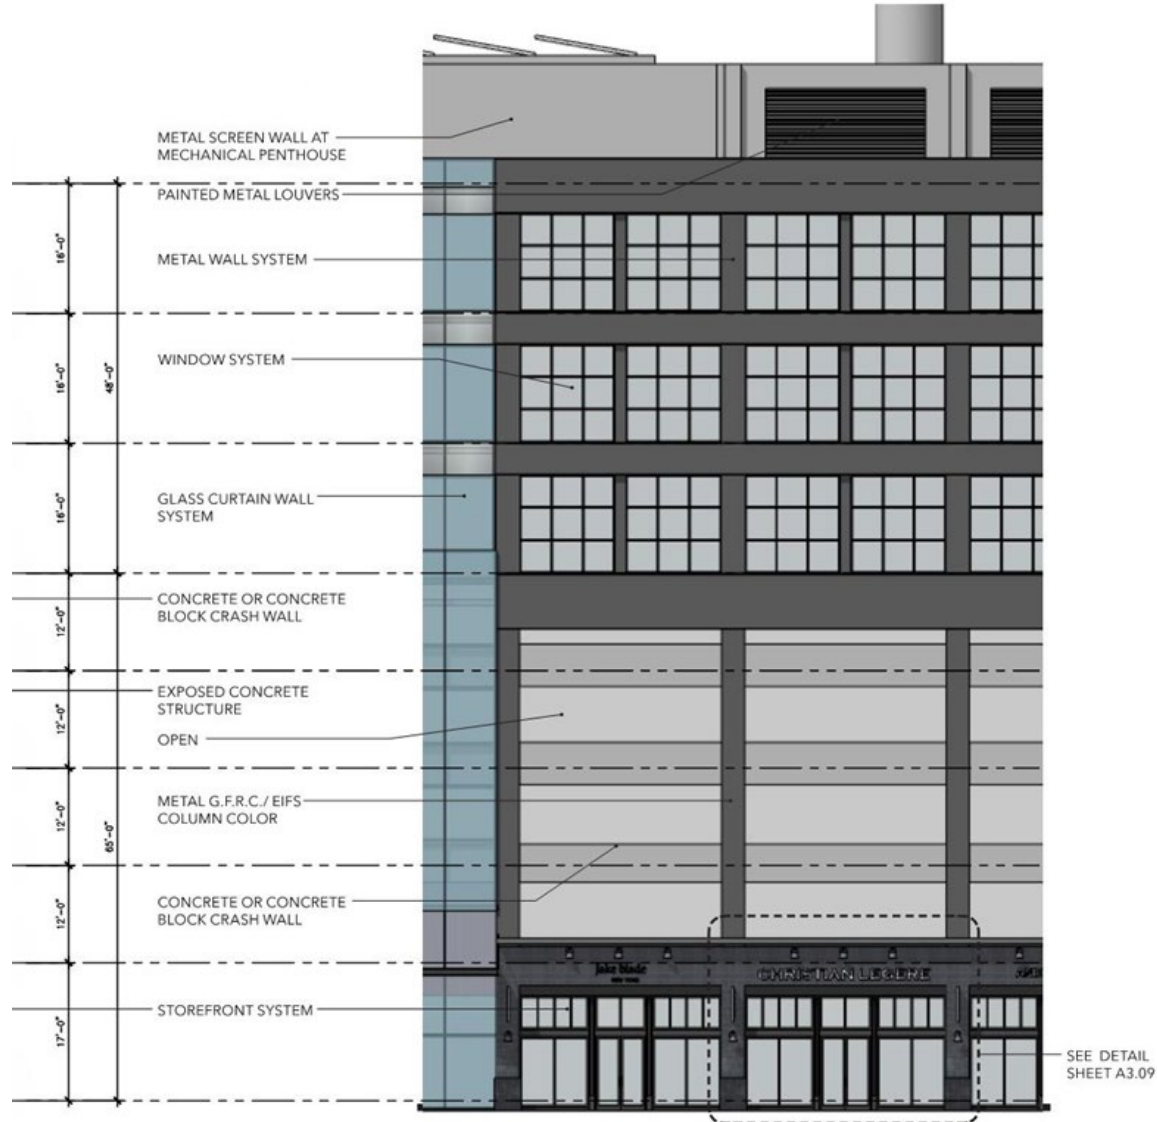 METAL SCREEN WALL AT
MECHANICAL PENTHOUSE
PAINTED METAL LOUVERS
16'-0"
METAL WALL SYSTEM
16'-0"
48'-0"
WINDOW SYSTEM
16'-0"
GLASS CURTAIN WALL
SYSTEM
12'-0"
CONCRETE OR CONCRETE
BLOCK CRASH WALL
12'-0"
EXPOSED CONCRETE
STRUCTURE
OPEN
12'-0"
65'-0"
METAL G.F.R.C./ EIFS
COLUMN COLOR
12'-0"
CONCRETE OR CONCRETE
BLOCK CRASH WALL
jake blade
NEW YORK
CHRISTIAN LEGERE
17'-0"
STOREFRONT SYSTEM
SEE DETAIL
SHEET A3.09